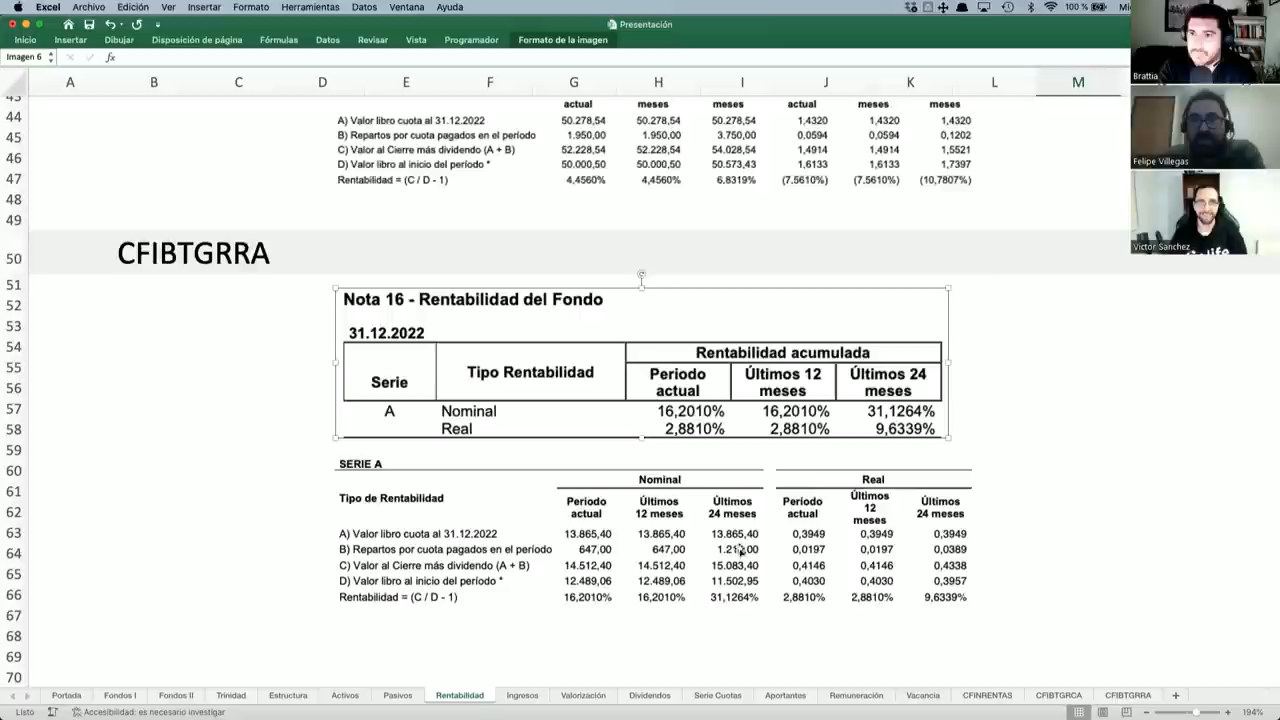 Excel Archivo Edición Ver Insertar Formato Herramientas Datos Ventana Ayuda 100 %
Presentación
Inicio Insertar Dibujar Disposición de página Fórmulas Datos Revisar Vista Programador Formato de la imagen
Imagen 6 fx
A B C D E F G H I J K L M
43 actual meses meses actual meses meses
44 A) Valor libro cuota al 31.12.2022 50.278,54 50.278,54 50.278,54 1,4320 1,4320 1,4320
45 B) Repartos por cuota pagados en el período 1.950,00 1.950,00 3.750,00 0,0594 0,0594 0,1202
46 C) Valor al Cierre más dividendo (A + B) 52.228,54 52.228,54 54.028,54 1,4914 1,4914 1,5521
D) Valor libro al inicio del período * 50.000,50 50.000,50 50.573,43 1,6133 1,6133 1,7397
47 Rentabilidad = (C / D - 1) 4,4560% 4,4560% 6,8319% (7,5610%) (7,5610%) (10,7807%)
48
49
50 CFIBTGRRA
51
52 Nota 16 - Rentabilidad del Fondo
53 31.12.2022
54 Rentabilidad acumulada
55 Serie Tipo Rentabilidad Periodo Últimos 12 Últimos 24
56 actual meses meses
57 A Nominal 16,2010% 16,2010% 31,1264%
58 Real 2,8810% 2,8810% 9,6339%
59
SERIE A
60 Nominal Real
61 Tipo de Rentabilidad Período Últimos Últimos Período Últimos Últimos
62 actual 12 meses 24 meses actual 12 meses 24 meses
63 A) Valor libro cuota al 31.12.2022 13.865,40 13.865,40 13.865,40 0,3949 0,3949 0,3949
64 B) Repartos por cuota pagados en el período 647,00 647,00 0,0197 0,0197 0,0389
C) Valor al Cierre más dividendo (A + B) 14.512,40 14.512,40 15.083,40 0,4146 0,4146 0,4338
65 D) Valor libro al inicio del período * 12.489,06 12.489,06 11.502,95 0,4030 0,4030 0,3957
66 Rentabilidad = (C / D - 1) 16,2010% 16,2010% 31,1264% 2,8810% 2,8810% 9,6339%
67
68
69
70
Portada Fondos I Fondos II Trinidad Estructura Activos Pasivos Rentabilidad Ingresos Valorización Dividendos Serie Cuotas Aportantes Remuneración Vacancia CFINRENTAS CFIBTGRCA CFIBTGRRA +
Listo Accesibilidad: es necesario investigar 194%
Brattia
Felipe Villegas
Victor Sanchez